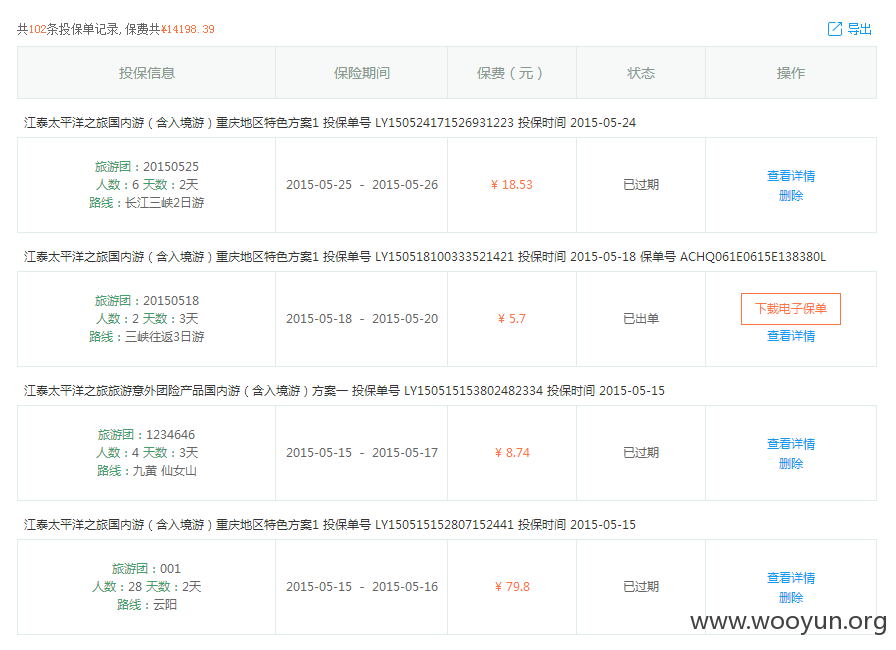 共102条投保单记录, 保费共¥14198.39
导出
投保信息 保险期间 保费（元） 状态 操作
江泰太平洋之旅国内游（含入境游）重庆地区特色方案1 投保单号 LY150524171526931223 投保时间 2015-05-24
旅游团：20150525
人数：6 天数：2天
路线：长江三峡2日游
2015-05-25 - 2015-05-26
¥ 18.53
已过期
查看详情
删除
江泰太平洋之旅国内游（含入境游）重庆地区特色方案1 投保单号 LY150518100333521421 投保时间 2015-05-18 保单号 ACHQ061E0615E138380L
旅游团：20150518
人数：2 天数：3天
路线：三峡往返3日游
2015-05-18 - 2015-05-20
¥ 5.7
已出单
下载电子保单
查看详情
江泰太平洋之旅旅游意外团险产品国内游（含入境游）方案一 投保单号 LY150515153802482334 投保时间 2015-05-15
旅游团：1234646
人数：4 天数：3天
路线：九黄 仙女山
2015-05-15 - 2015-05-17
¥ 8.74
已过期
查看详情
删除
江泰太平洋之旅国内游（含入境游）重庆地区特色方案1 投保单号 LY150515152807152441 投保时间 2015-05-15
旅游团：001
人数：28 天数：2天
路线：云阳
2015-05-15 - 2015-05-16
¥ 79.8
已过期
查看详情
删除
www.wooyun.org